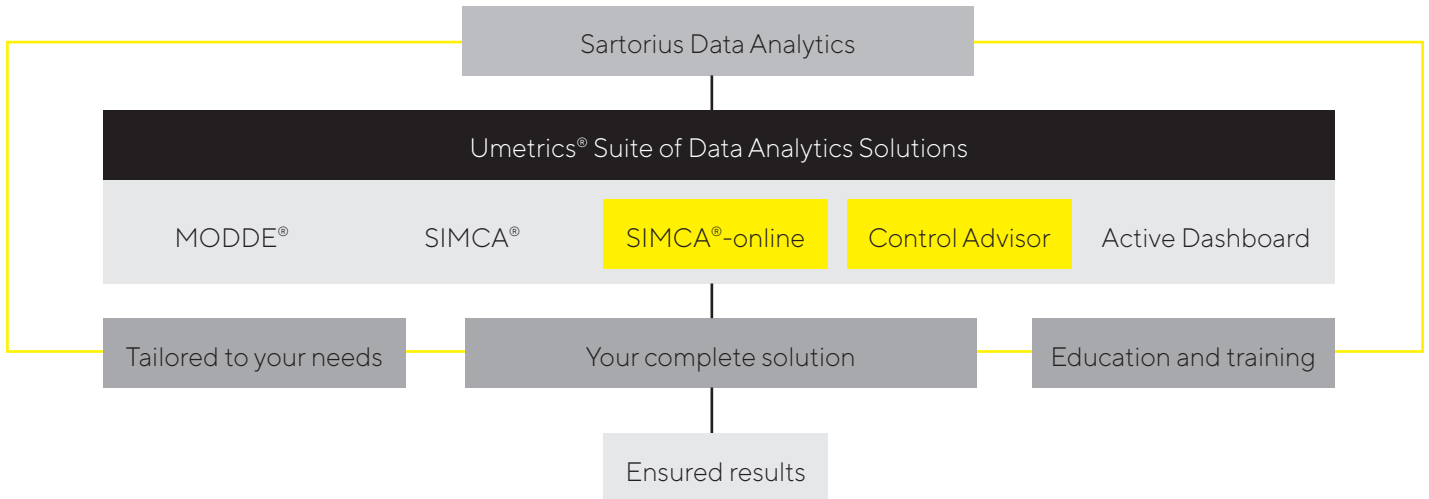 Sartorius Data Analytics
Umetrics® Suite of Data Analytics Solutions
MODDE®
SIMCA®
SIMCA®-online
Control Advisor
Active Dashboard
Tailored to your needs
Your complete solution
Education and training
Ensured results